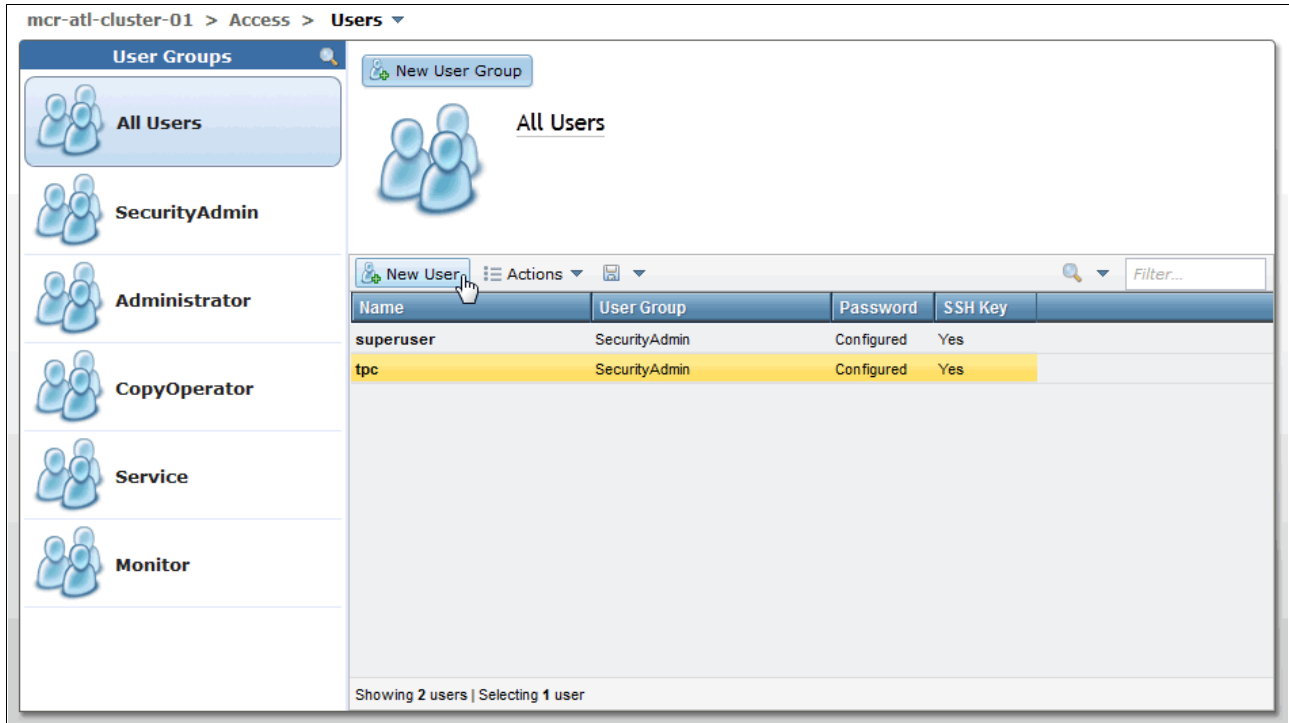 mcr-atl-cluster-01 > Access > Users
User Groups
All Users
SecurityAdmin
Administrator
CopyOperator
Service
Monitor
New User Group
All Users
New User Actions Filter...
Name User Group Password SSH Key
superuser SecurityAdmin Configured Yes
tpc SecurityAdmin Configured Yes
Showing 2 users | Selecting 1 user